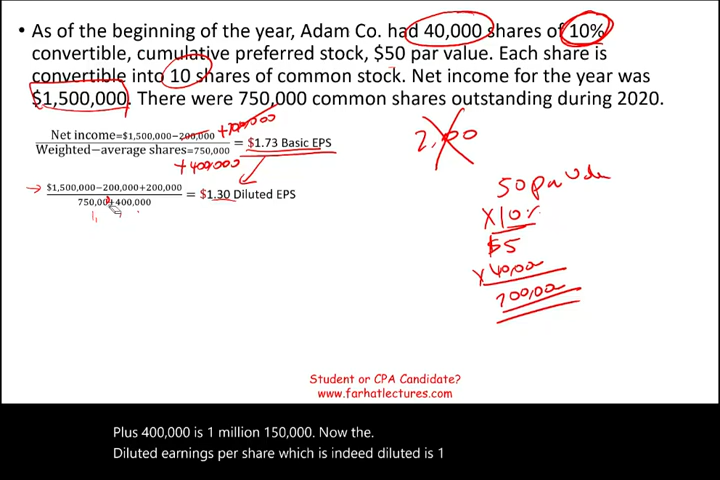 • As of the beginning of the year, Adam Co. had 40,000 shares of 10%
convertible, cumulative preferred stock, $50 par value. Each share is
convertible into 10 shares of common stock. Net income for the year was
$1,500,000. There were 750,000 common shares outstanding during 2020.
Net income=$1,500,000−200,000 +200,000
Weighted−average shares=750,000 = $1.73 Basic EPS
+400,000
$1,500,000−200,000+200,000
750,000+400,000 = $1.30 Diluted EPS
50 par
X10%
$5
X 40,00
200,00
Student or CPA Candidate?
www.farhatlectures.com
Plus 400,000 is 1 million 150,000. Now the.
Diluted earnings per share which is indeed diluted is 1